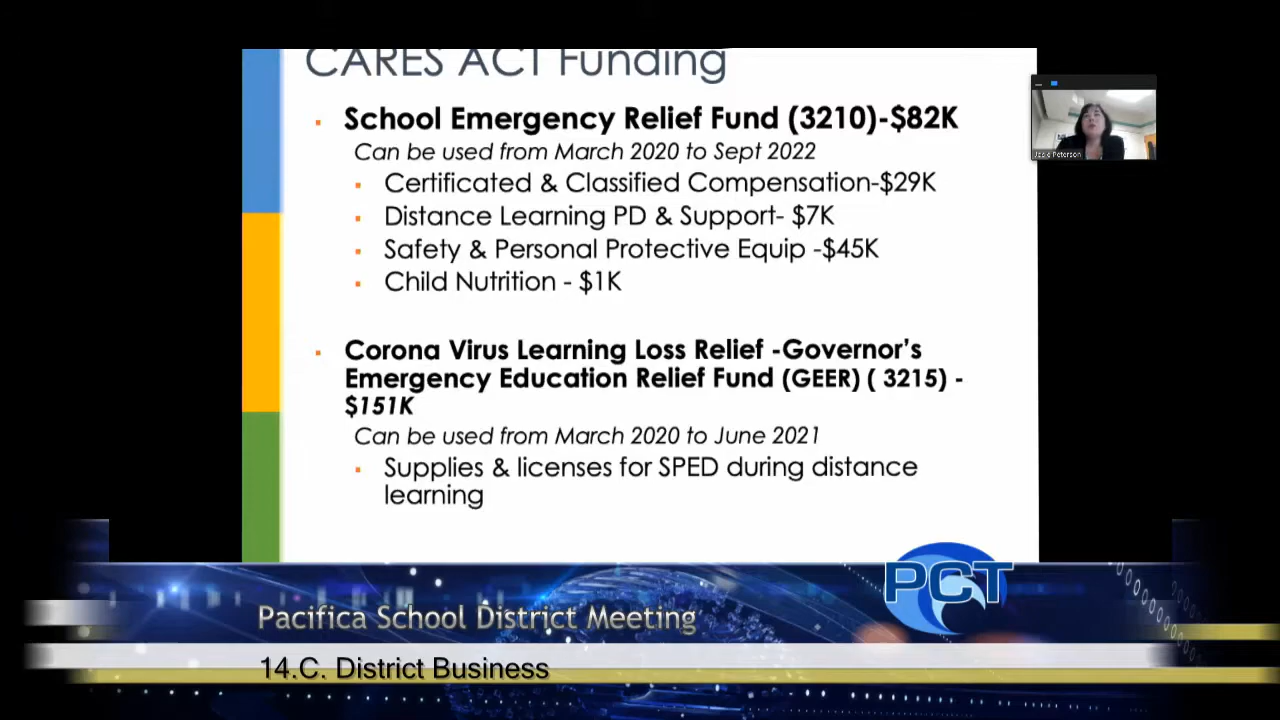 CARES ACT Funding
▪ School Emergency Relief Fund (3210)-$82K
Can be used from March 2020 to Sept 2022
▪ Certificated & Classified Compensation-$29K
▪ Distance Learning PD & Support- $7K
▪ Safety & Personal Protective Equip -$45K
▪ Child Nutrition - $1K
▪ Corona Virus Learning Loss Relief -Governor's
Emergency Education Relief Fund (GEER) ( 3215) -
$151K
Can be used from March 2020 to June 2021
▪ Supplies & licenses for SPED during distance
learning
Josie Peterson
PCT
Pacifica School District Meeting
14.C. District Business